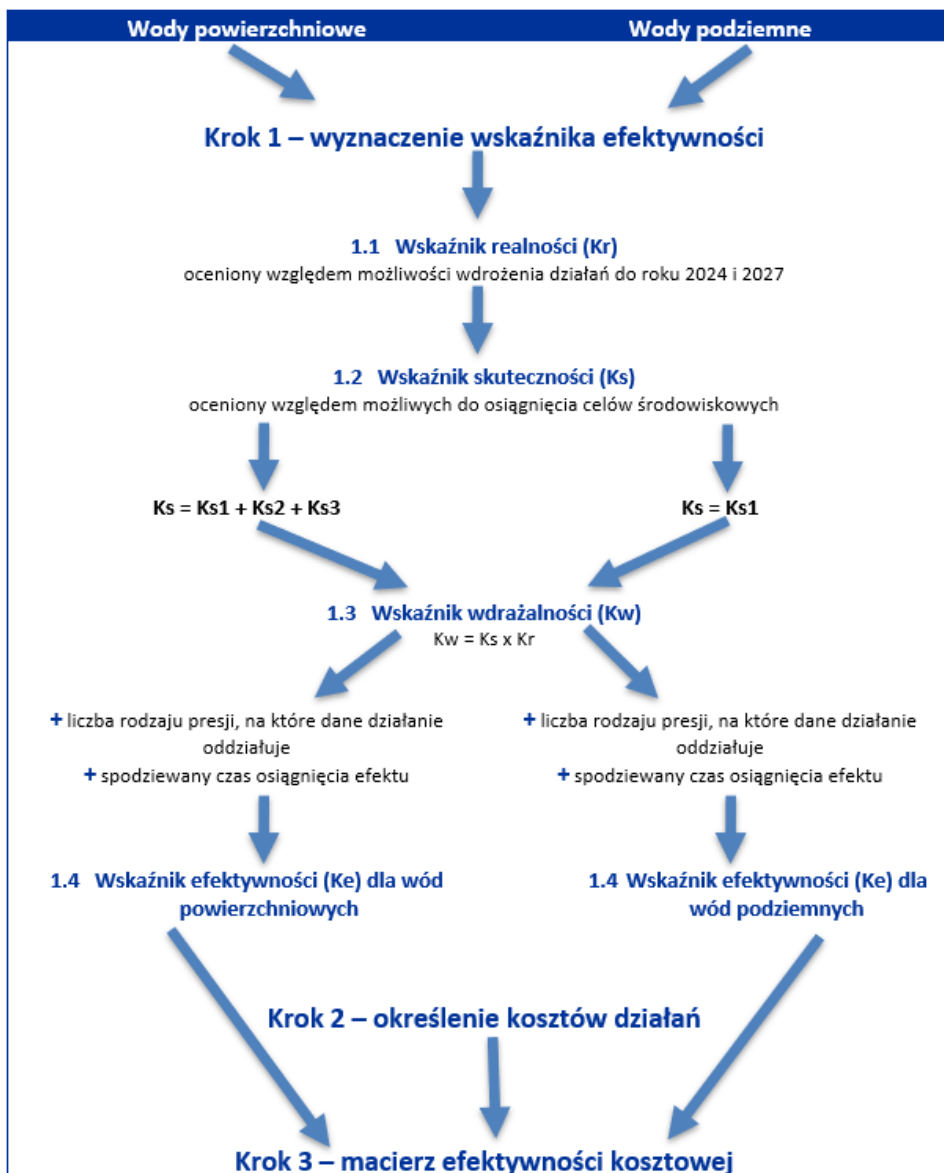 Wody powierzchniowe
Wody podziemne
Krok 1 – wyznaczenie wskaźnika efektywności
1.1 Wskaźnik realności (Kr)
oceniony względem możliwości wdrożenia działań do roku 2024 i 2027
1.2 Wskaźnik skuteczności (Ks)
oceniony względem możliwych do osiągnięcia celów środowiskowych
Ks = Ks1 + Ks2 + Ks3
Ks = Ks1
1.3 Wskaźnik wdrażalności (Kw)
Kw = Ks x Kr
+ liczba rodzaju presji, na które dane działanie
oddziałuje
+ spodziewany czas osiągnięcia efektu
+ liczba rodzaju presji, na które dane działanie
oddziałuje
+ spodziewany czas osiągnięcia efektu
1.4 Wskaźnik efektywności (Ke) dla wód
powierzchniowych
1.4 Wskaźnik efektywności (Ke) dla
wód podziemnych
Krok 2 – określenie kosztów działań
Krok 3 – macierz efektywności kosztowej